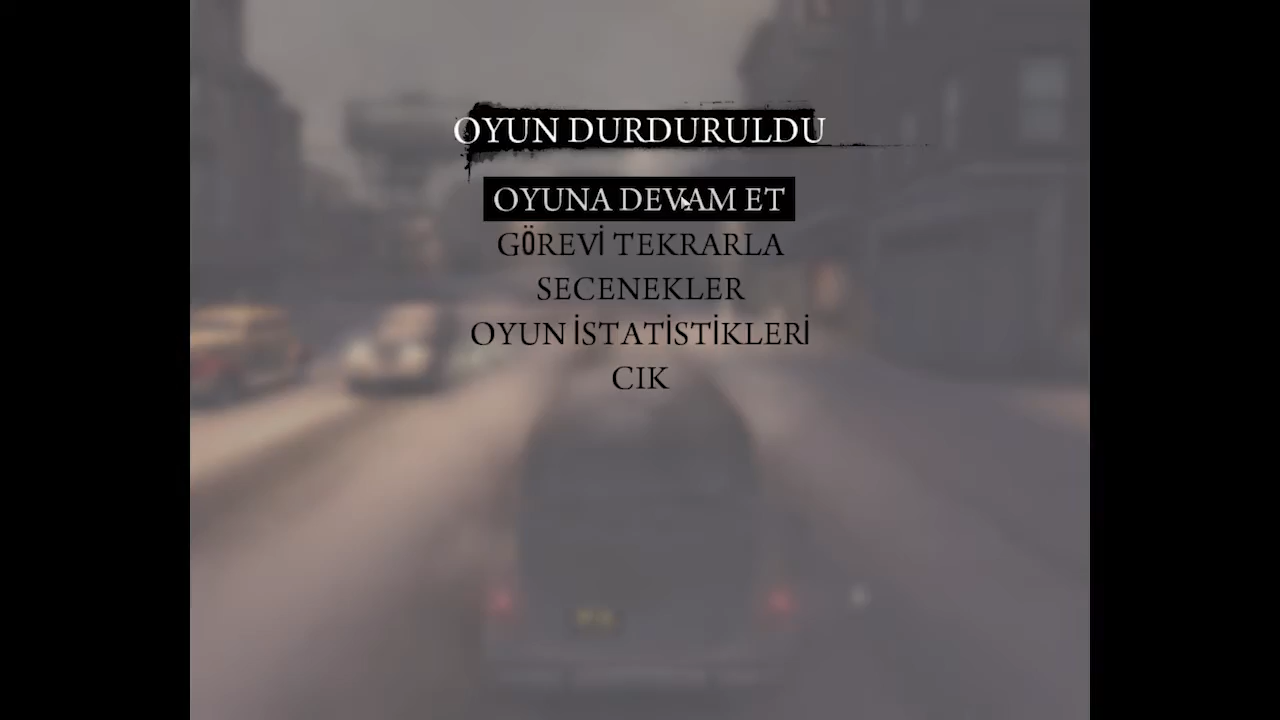 OYUN DURDURULDU
OYUNA DEVAM ET
GÖREVİ TEKRARLA
SECENEKLER
OYUN İSTATİSTİKLERİ
CIK